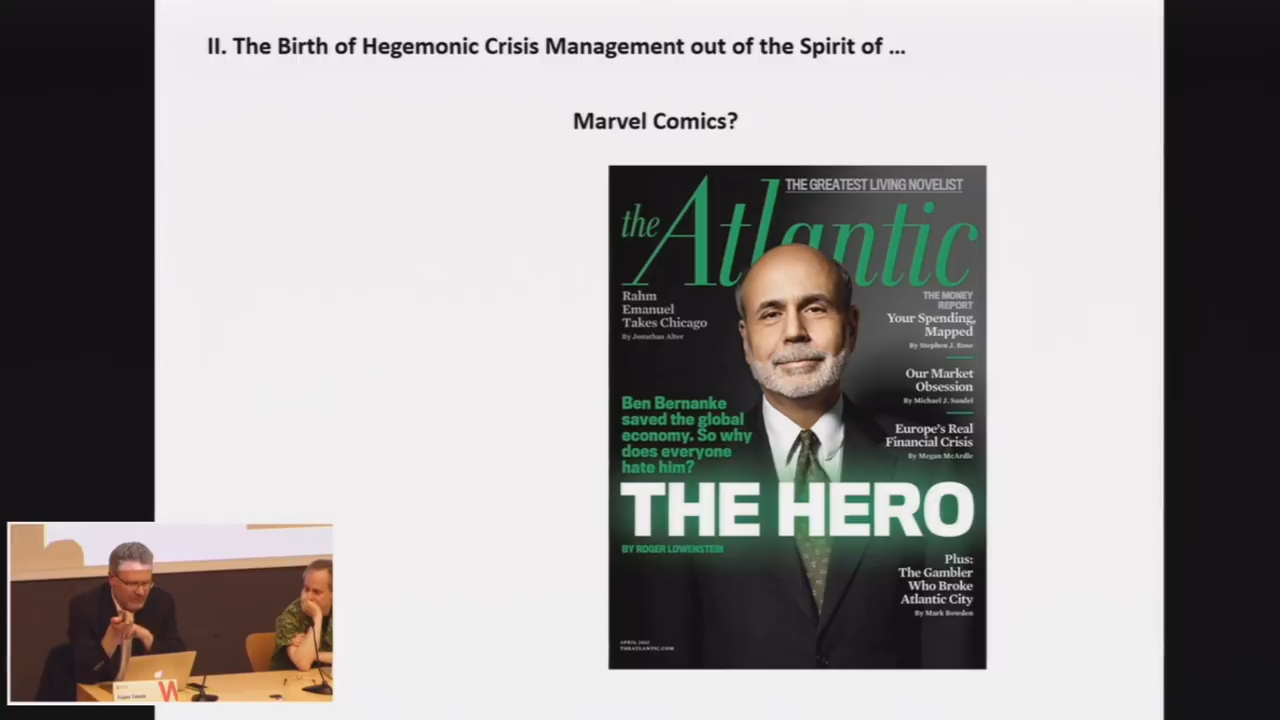 II. The Birth of Hegemonic Crisis Management out of the Spirit of ...
Marvel Comics?
THE GREATEST LIVING NOVELIST
the Atlantic
Rahm
Emanuel
Takes Chicago
By Jonathan Alter
THE MONEY
REPORT
Your Spending,
Mapped
By Stephen J. Rose
Our Market
Obsession
By Michael J. Sandel
Europe's Real
Financial Crisis
By Megan McArdle
Ben Bernanke
saved the global
economy. So why
does everyone
hate him?
THE HERO
BY ROGER LOWENSTEIN
Plus:
The Gambler
Who Broke
Atlantic City
By Mark Bowden
APRIL 2012
THEATLANTIC.COM
W